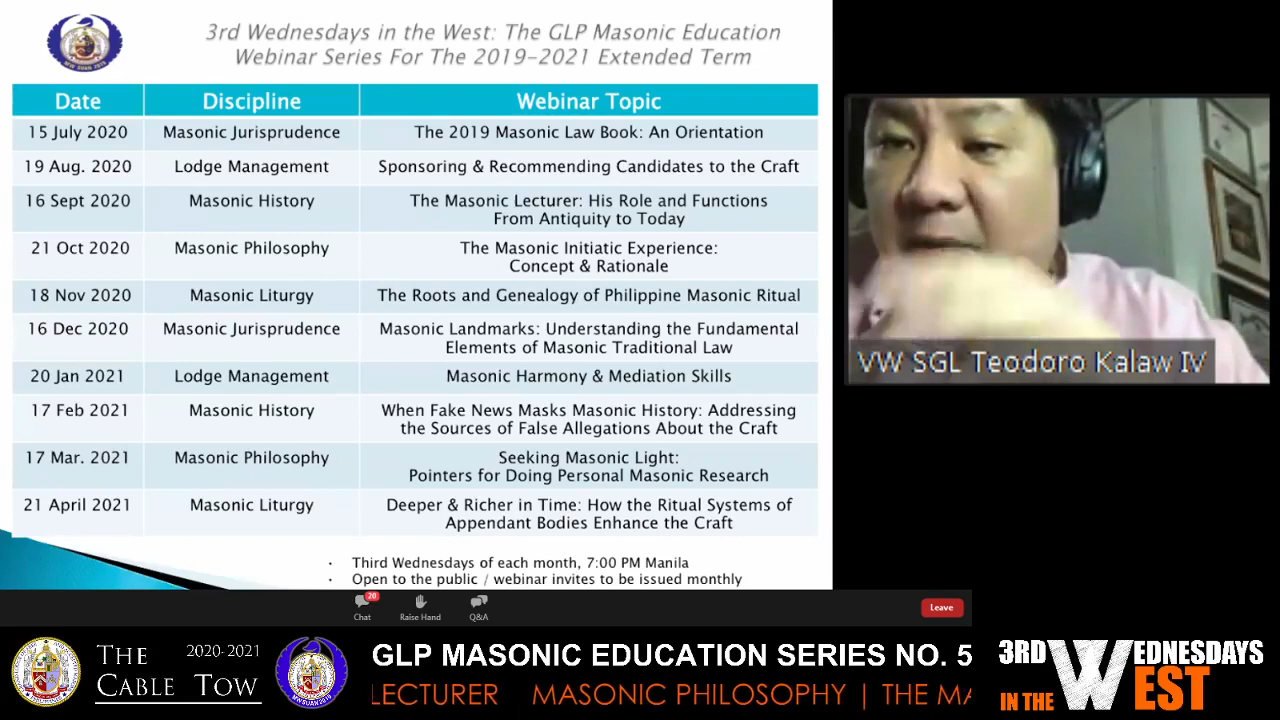 3rd Wednesdays in the West: The GLP Masonic Education
Webinar Series For The 2019-2021 Extended Term
Date Discipline Webinar Topic
15 July 2020 Masonic Jurisprudence The 2019 Masonic Law Book: An Orientation
19 Aug. 2020 Lodge Management Sponsoring & Recommending Candidates to the Craft
16 Sept 2020 Masonic History The Masonic Lecturer: His Role and Functions
From Antiquity to Today
21 Oct 2020 Masonic Philosophy The Masonic Initiatic Experience:
Concept & Rationale
18 Nov 2020 Masonic Liturgy The Roots and Genealogy of Philippine Masonic Ritual
16 Dec 2020 Masonic Jurisprudence Masonic Landmarks: Understanding the Fundamental
Elements of Masonic Traditional Law
20 Jan 2021 Lodge Management Masonic Harmony & Mediation Skills
17 Feb 2021 Masonic History When Fake News Masks Masonic History: Addressing
the Sources of False Allegations About the Craft
17 Mar. 2021 Masonic Philosophy Seeking Masonic Light:
Pointers for Doing Personal Masonic Research
21 April 2021 Masonic Liturgy Deeper & Richer in Time: How the Ritual Systems of
Appendant Bodies Enhance the Craft
· Third Wednesdays of each month, 7:00 PM Manila
· Open to the public / webinar invites to be issued monthly
VW SGL Teodoro Kalaw IV
20
Chat Raise Hand Q&A Leave
THE 2020-2021
CABLE TOW
GLP MASONIC EDUCATION SERIES NO. 5
LECTURER MASONIC PHILOSOPHY | THE MA
3RD WEDNESDAYS
IN THE WEST